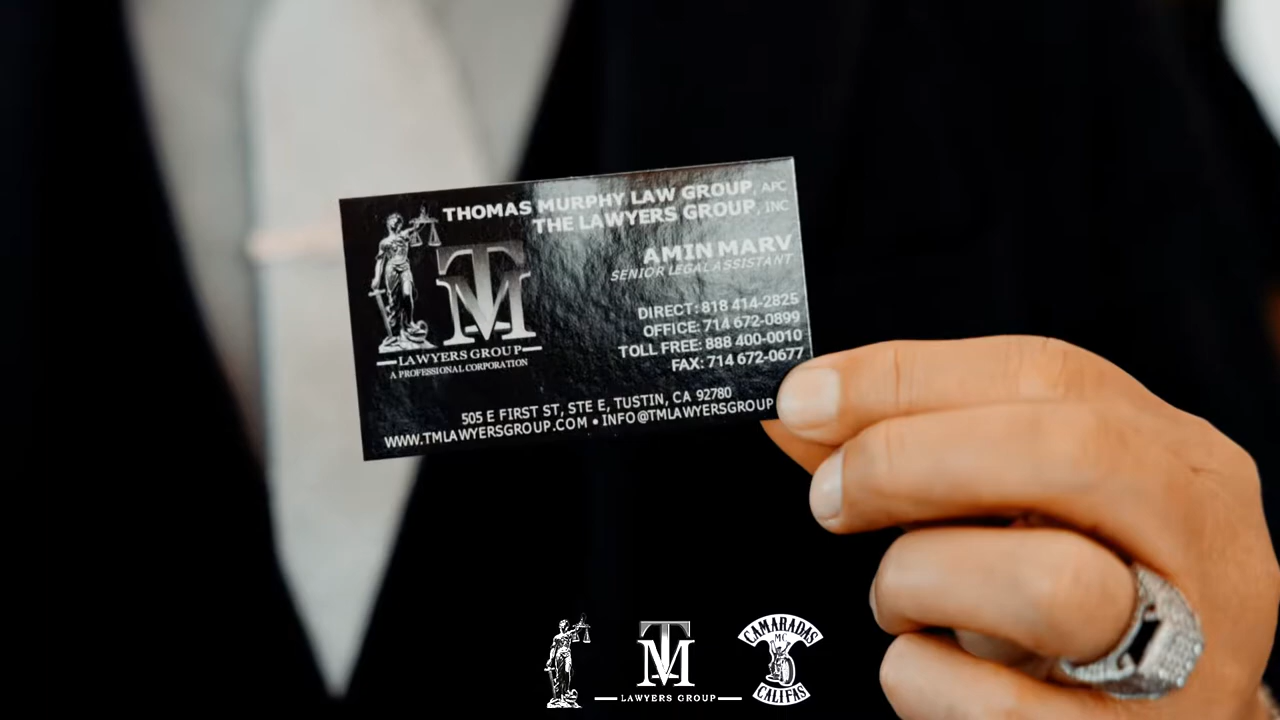 THOMAS MURPHY LAW GROUP, APC
THE LAWYERS GROUP, INC
AMIN MARV
SENIOR LEGAL ASSISTANT
TM
LAWYERS GROUP
A PROFESSIONAL CORPORATION
DIRECT: 818 414-2825
OFFICE: 714 672-0899
TOLL FREE: 888 400-0010
FAX: 714 672-0677
505 E FIRST ST, STE E, TUSTIN, CA 92780
WWW.TMLAWYERSGROUP.COM • INFO@TMLAWYERSGROUP
TM
LAWYERS GROUP
CAMARADAS
MC
CALIFAS